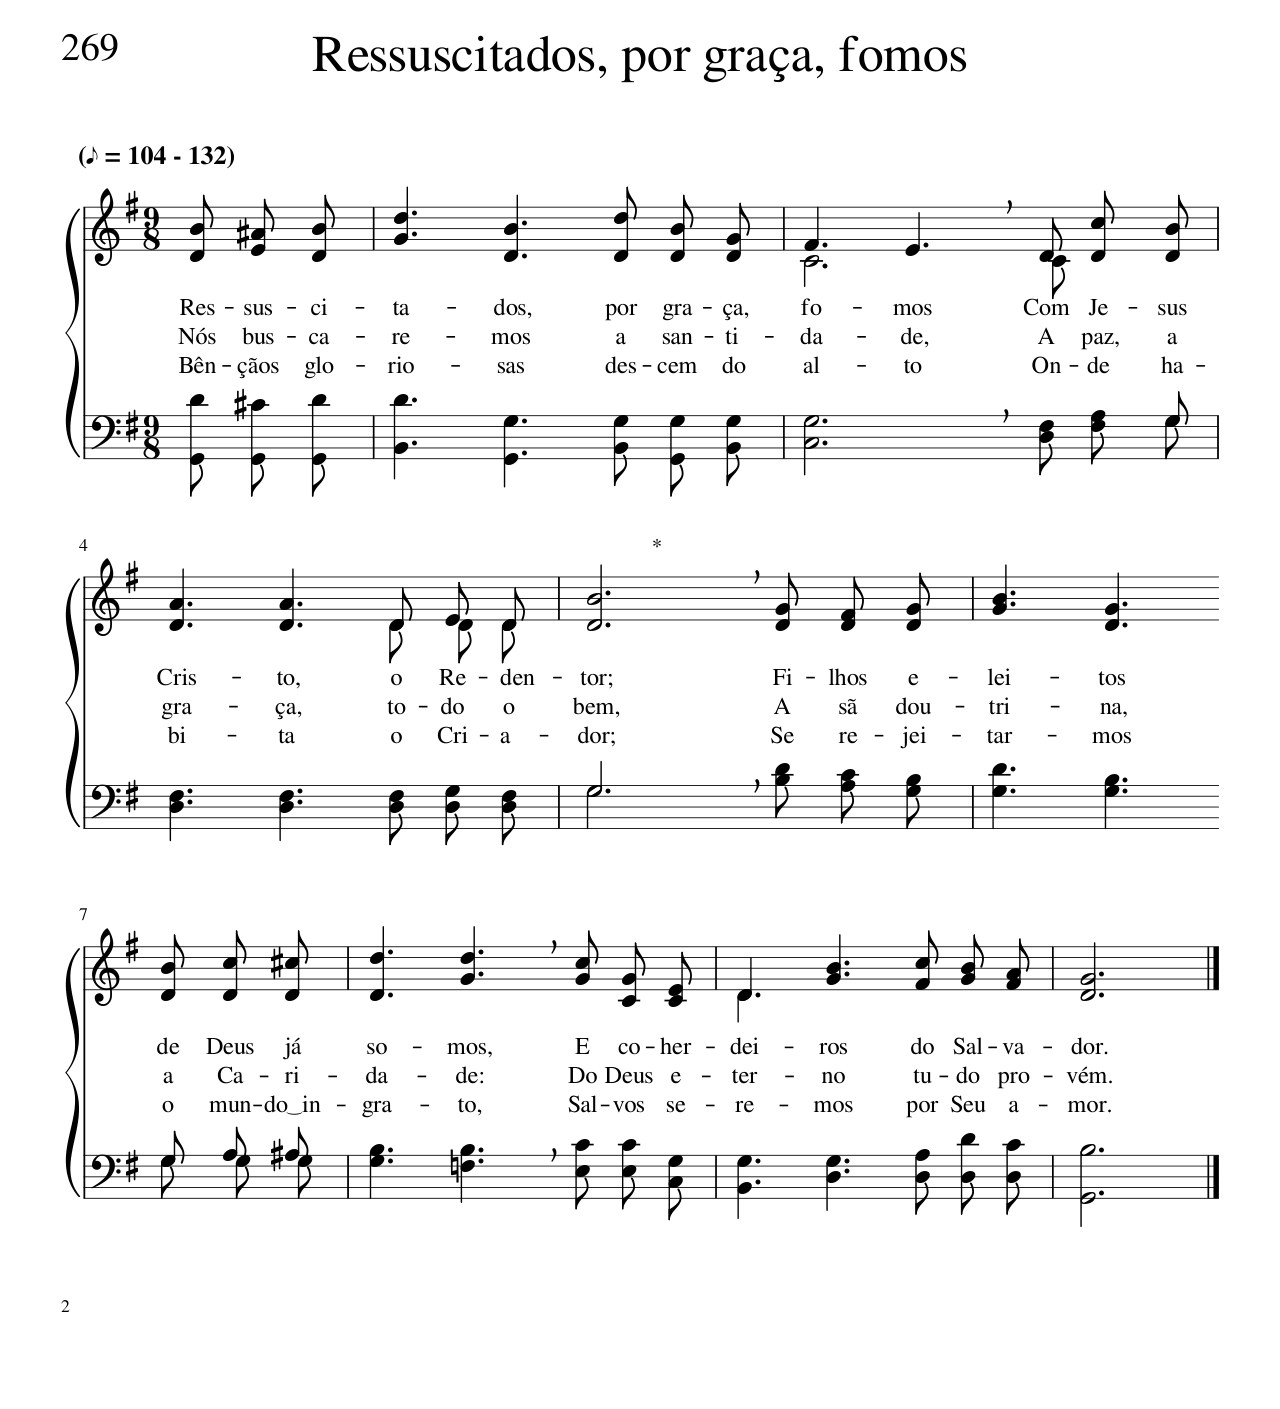 269
Ressuscitados, por graça, fomos
(♪ = 104 - 132)
9 8
Res - sus - ci - ta - dos, por gra - ça, fo - mos Com Je - sus
Nós bus - ca - re - mos a san - ti - da - de, A paz, a
Bên - çãos glo - rio - sas des - cem do al - to On - de ha -
9 8
4 *
Cris - to, o Re - den - tor; Fi - lhos e - lei - tos
gra - ça, to - do o bem, A sã dou - tri - na,
bi - ta o Cri - a - dor; Se re - jei - tar - mos
7
de Deus já so - mos, E co - her - dei - ros do Sal - va - dor.
a Ca - ri - da - de: Do Deus e - ter - no tu - do pro - vém.
o mun - do‿in - gra - to, Sal - vos se - re - mos por Seu a - mor.
2